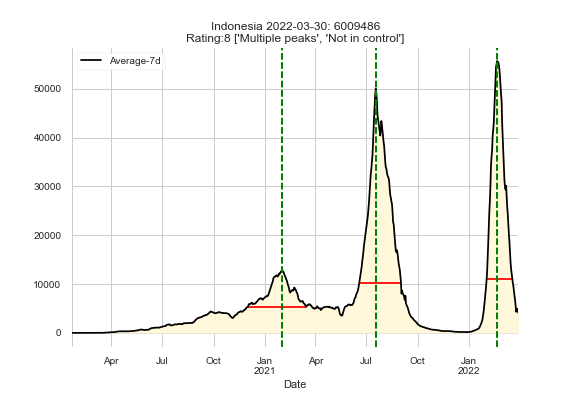 Indonesia 2022-03-30: 6009486
Rating:8 ['Multiple peaks', 'Not in control']
Average-7d
50000
40000
30000
20000
10000
0
Apr Jul Oct Jan Apr Jul Oct Jan
2021 2022
Date